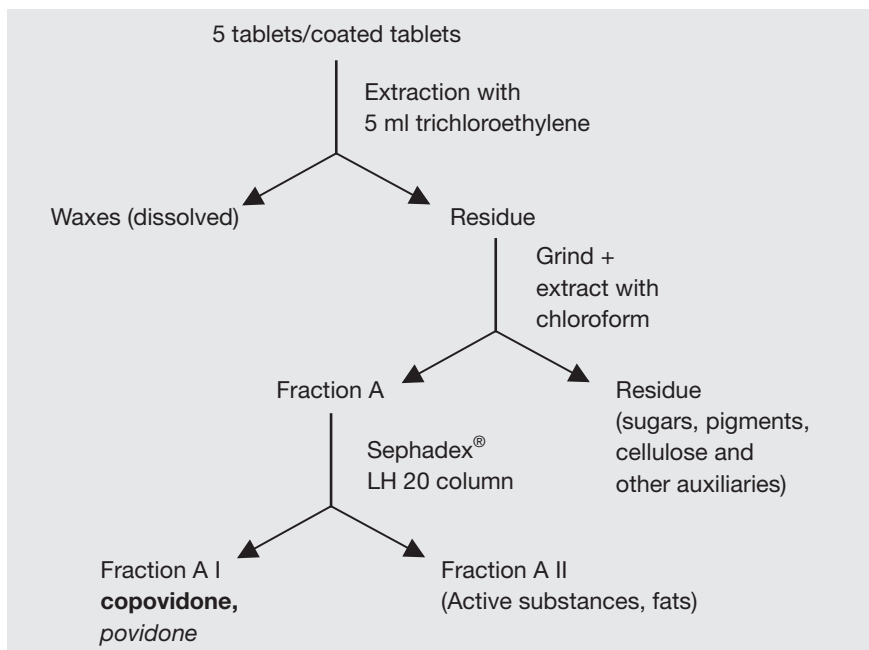 5 tablets/coated tablets
Extraction with
5 ml trichloroethylene
Waxes (dissolved)
Residue
Grind +
extract with
chloroform
Fraction A
Residue
(sugars, pigments,
cellulose and
other auxiliaries)
Sephadex®
LH 20 column
Fraction A I
copovidone,
povidone
Fraction A II
(Active substances, fats)